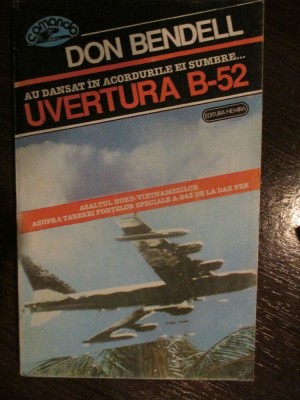 comando
DON BENDELL
AU DANSAT ÎN ACORDURILE EI SUMBRE...
UVERTURA B-52
EDITURA NEMIRA
ASALTUL NORD-VIETNAMEZILOR
ASUPRA TABEREI FORȚELOR SPECIALE A-242 DE LA DAK PEK